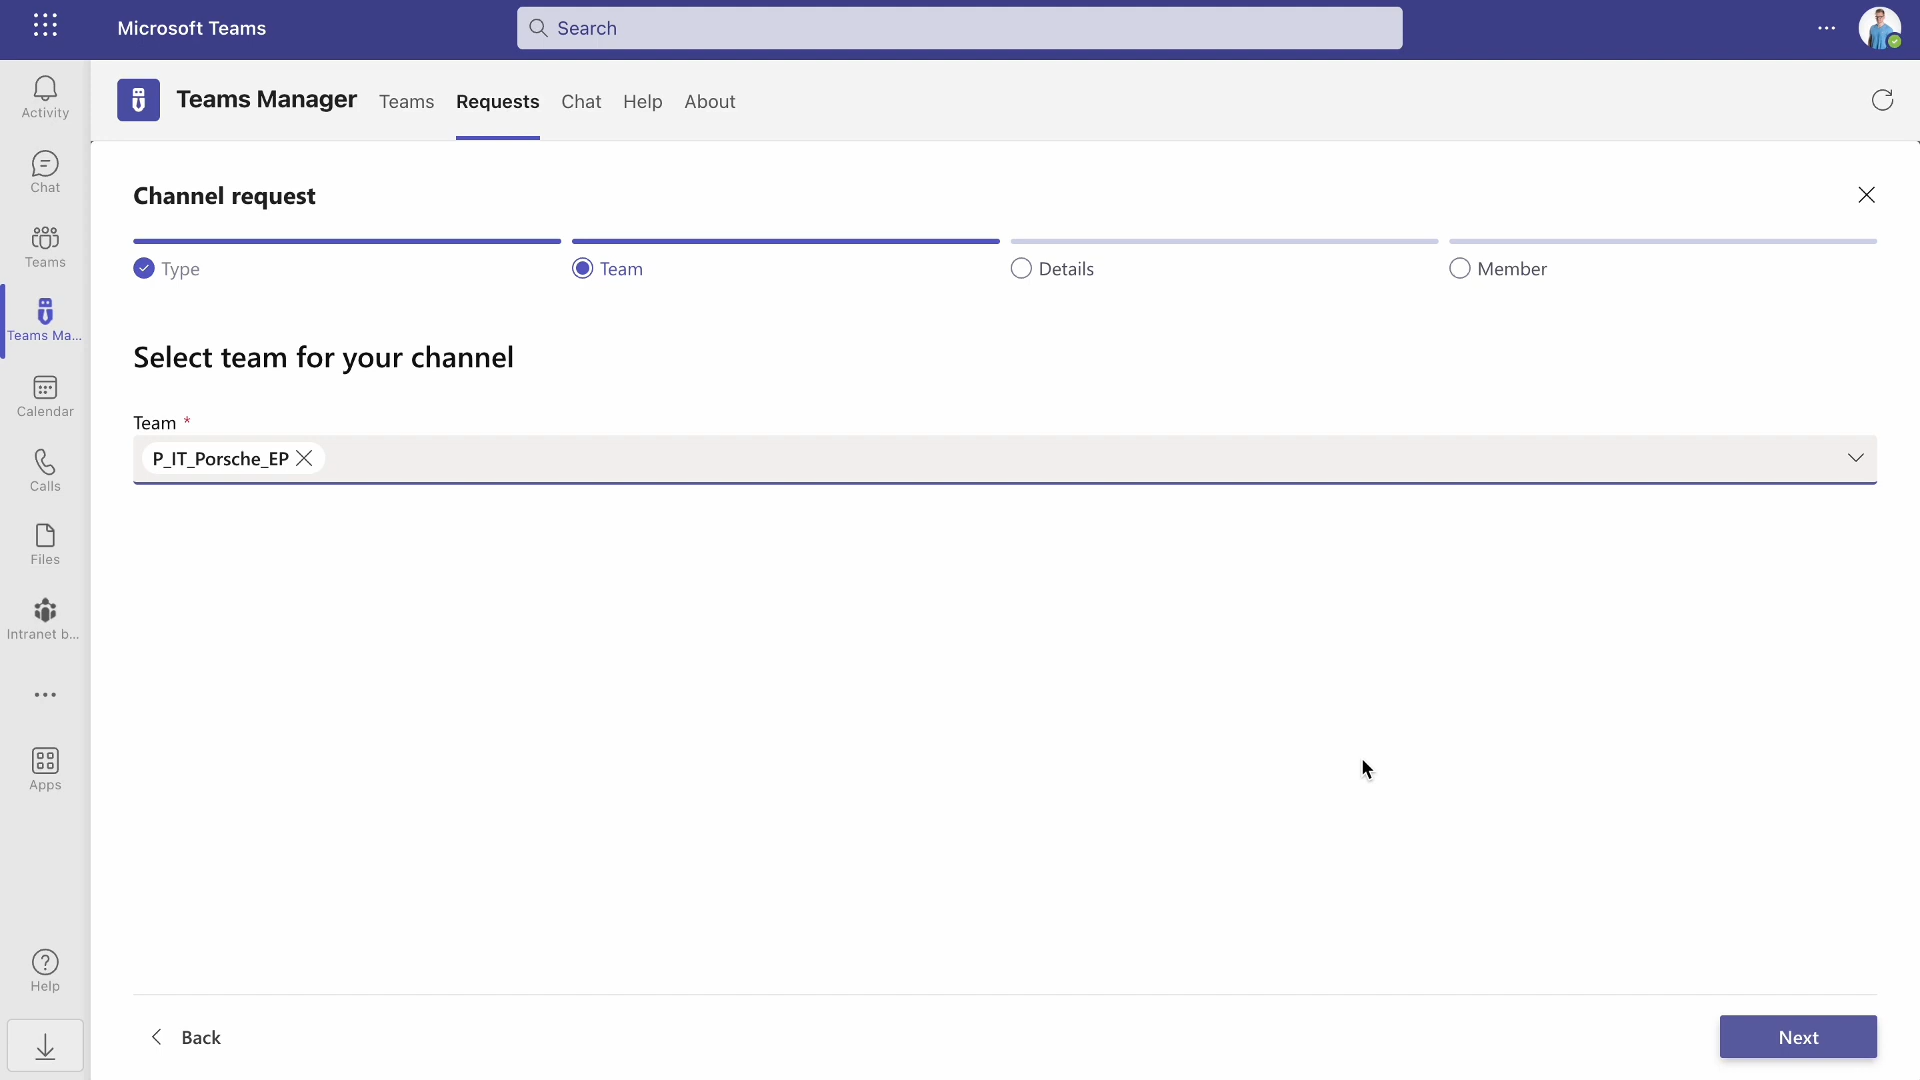 Microsoft Teams
Search
Teams Manager
Teams
Requests
Chat
Help
About
Activity
Chat
Teams
Teams Ma...
Calendar
Calls
Files
Intranet b...
Apps
Help
Channel request
Type
Team
Details
Member
Select team for your channel
Team *
P_IT_Porsche_EP
Back
Next